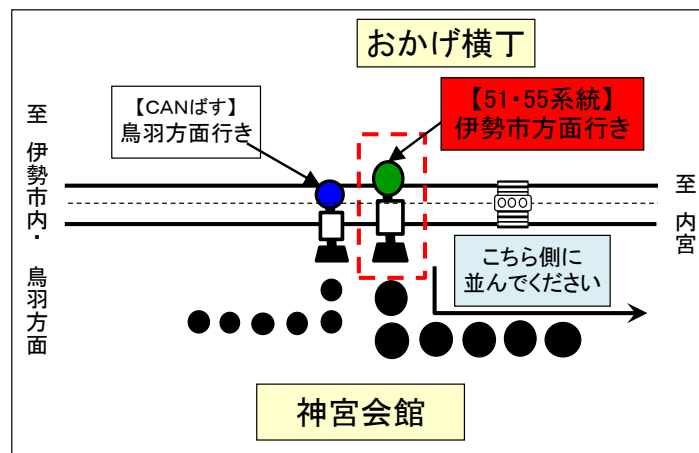 おかげ横丁
【CANばす】
鳥羽方面行き
【51・55系統】
伊勢市方面行き
至 伊勢市内・鳥羽方面
至 内宮
こちら側に
並んでください
神宮会館